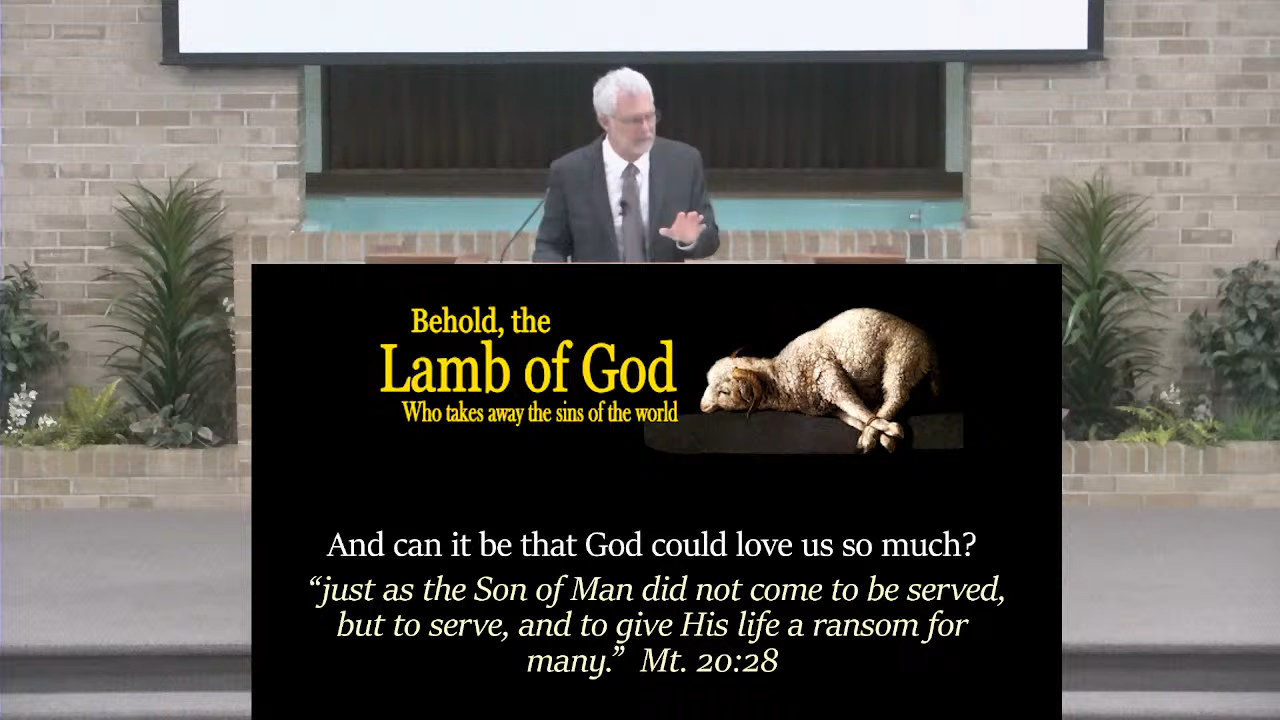 Behold, the
Lamb of God
Who takes away the sins of the world
And can it be that God could love us so much?
“just as the Son of Man did not come to be served,
but to serve, and to give His life a ransom for
many.”  Mt. 20:28